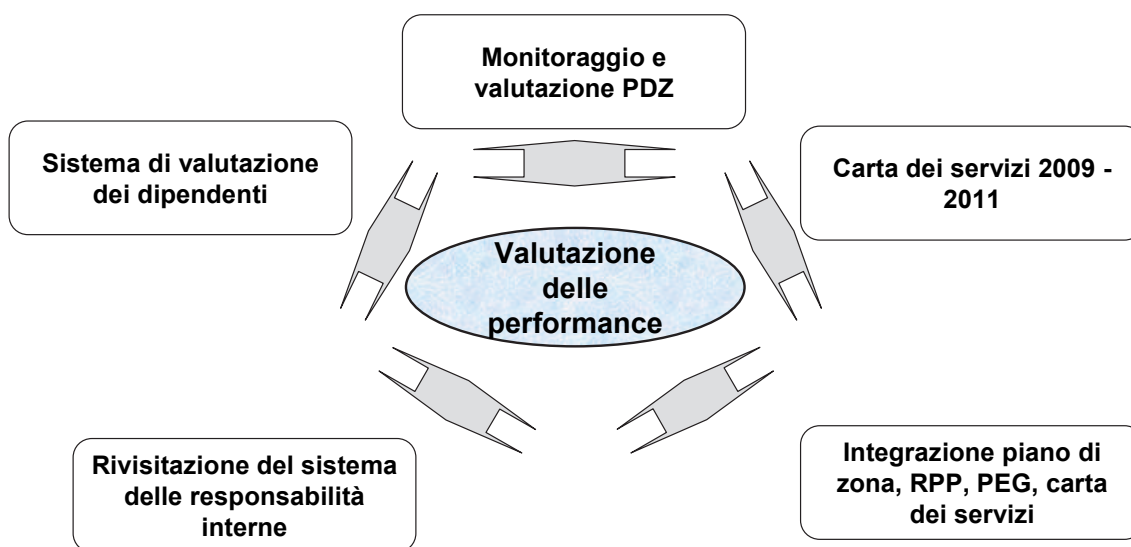 Monitoraggio e
valutazione PDZ
Sistema di valutazione
dei dipendenti
Carta dei servizi 2009 -
2011
Valutazione
delle
performance
Rivisitazione del sistema
delle responsabilità
interne
Integrazione piano di
zona, RPP, PEG, carta
dei servizi